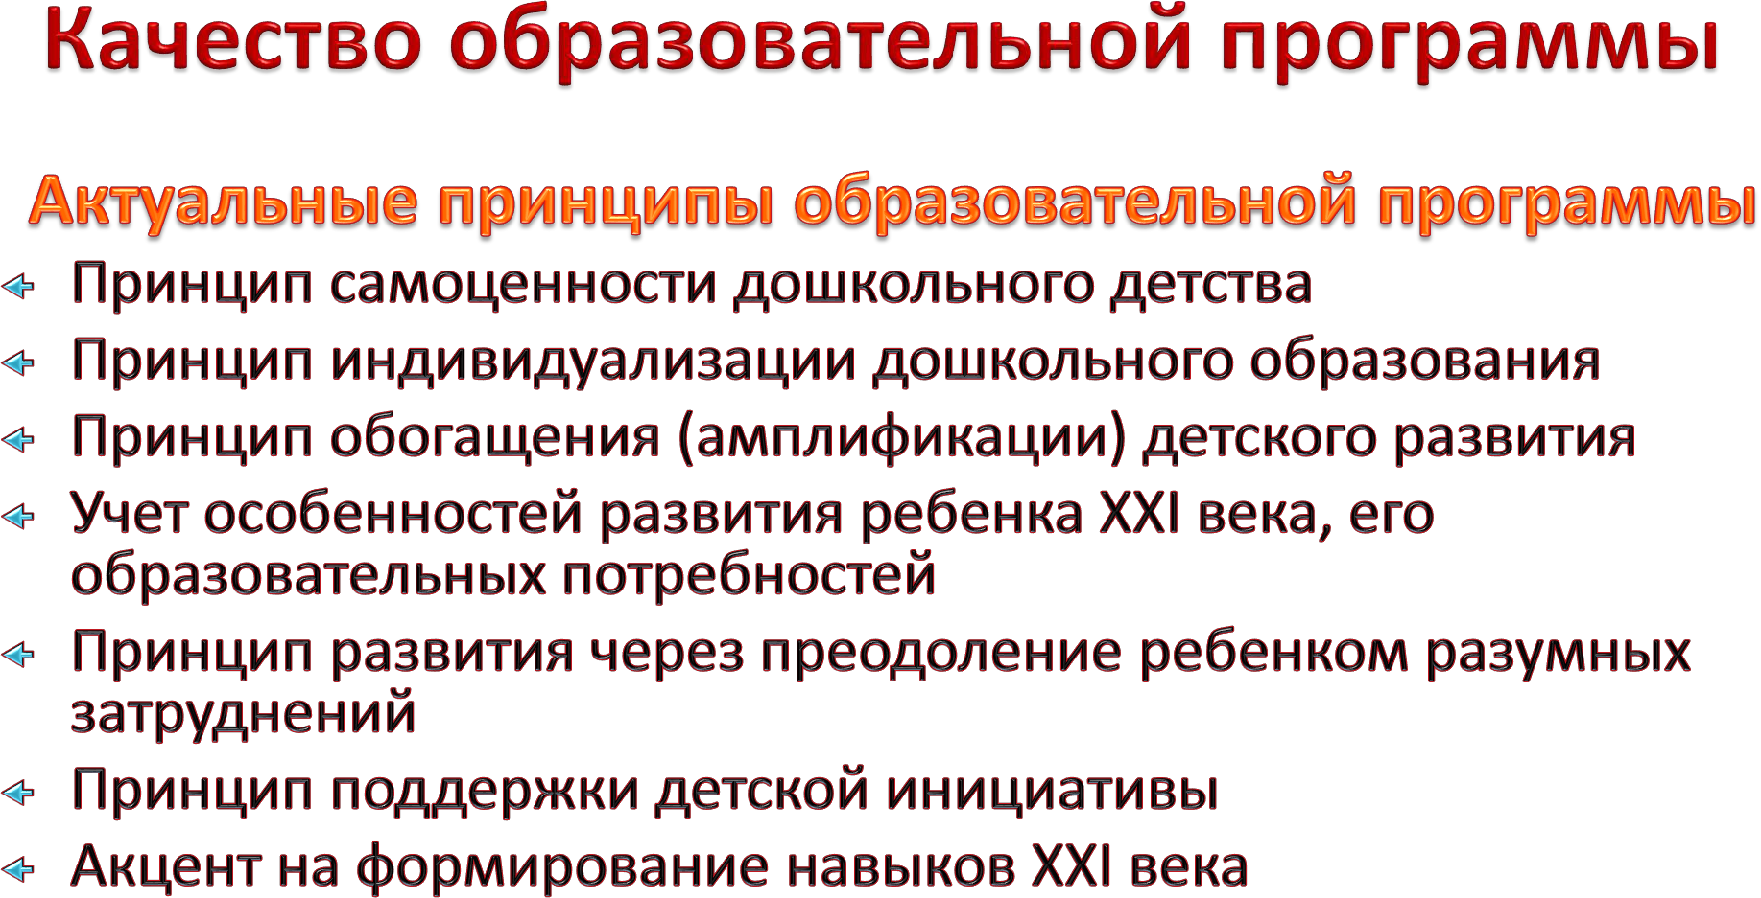 Качество образовательной программы
Актуальные принципы образовательной программы
Принцип самоценности дошкольного детства
Принцип индивидуализации дошкольного образования
Принцип обогащения (амплификации) детского развития
Учет особенностей развития ребенка XXI века, его
образовательных потребностей
Принцип развития через преодоление ребенком разумных
затруднений
Принцип поддержки детской инициативы
Акцент на формирование навыков XXI века